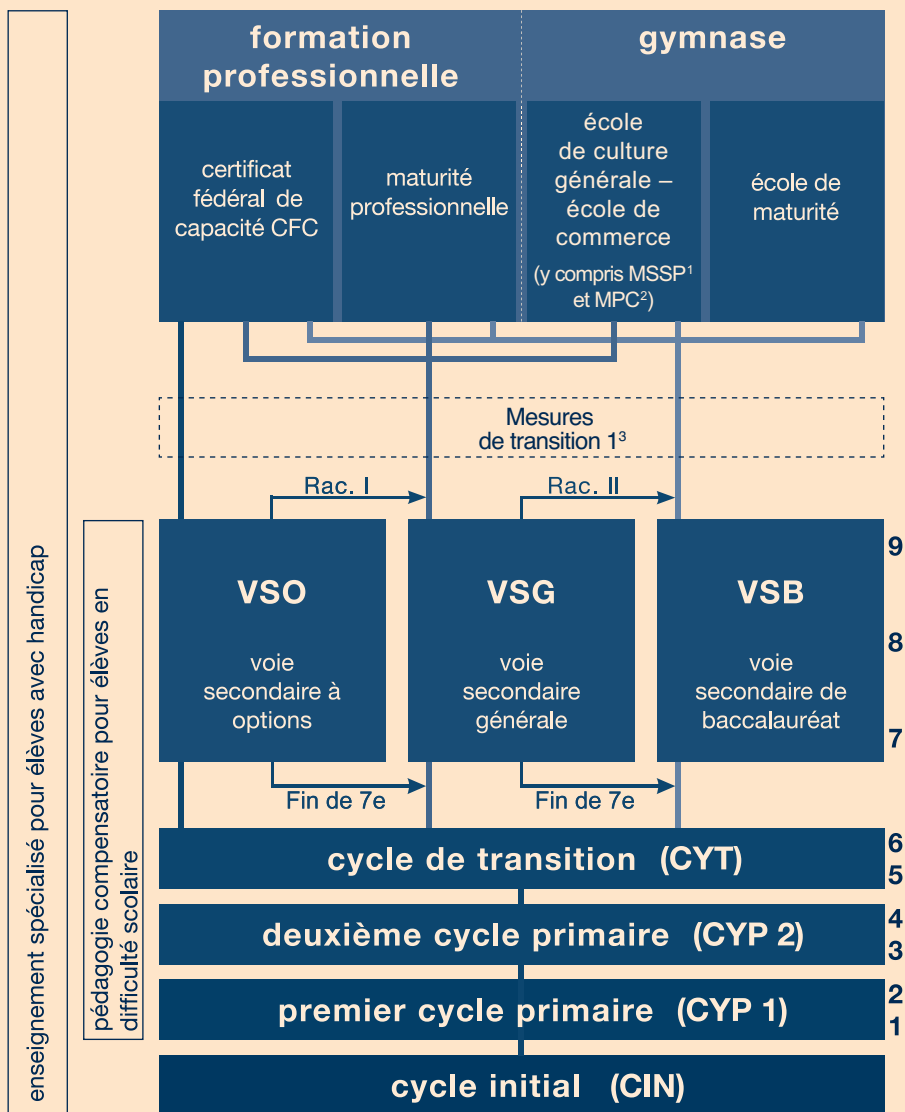 formation
professionnelle
gymnase
certificat
fédéral de
capacité CFC
maturité
professionnelle
école
de culture
générale –
école de
commerce
(y compris MSSP¹
et MPC²)
école de
maturité
Mesures
de transition 1³
Rac. I
Rac. II
VSO
voie
secondaire à
options
VSG
voie
secondaire
générale
VSB
voie
secondaire de
baccalauréat
9
8
7
Fin de 7e
Fin de 7e
cycle de transition (CYT)
6
5
deuxième cycle primaire (CYP 2)
4
3
premier cycle primaire (CYP 1)
2
1
cycle initial (CIN)
enseignement spécialisé pour élèves avec handicap
pédagogie compensatoire pour élèves en
difficulté scolaire